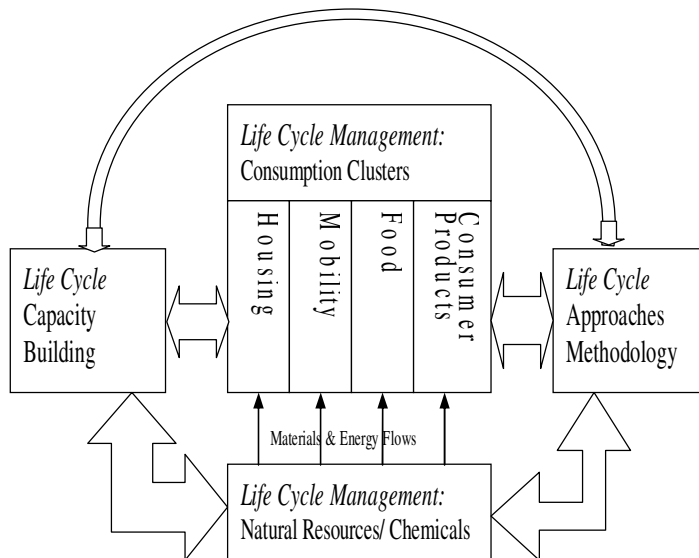 Life Cycle Management:
Consumption Clusters
Housing
Mobility
Food
Consumer
Products
Life Cycle
Capacity
Building
Life Cycle
Approaches
Methodology
Materials & Energy Flows
Life Cycle Management:
Natural Resources/ Chemicals